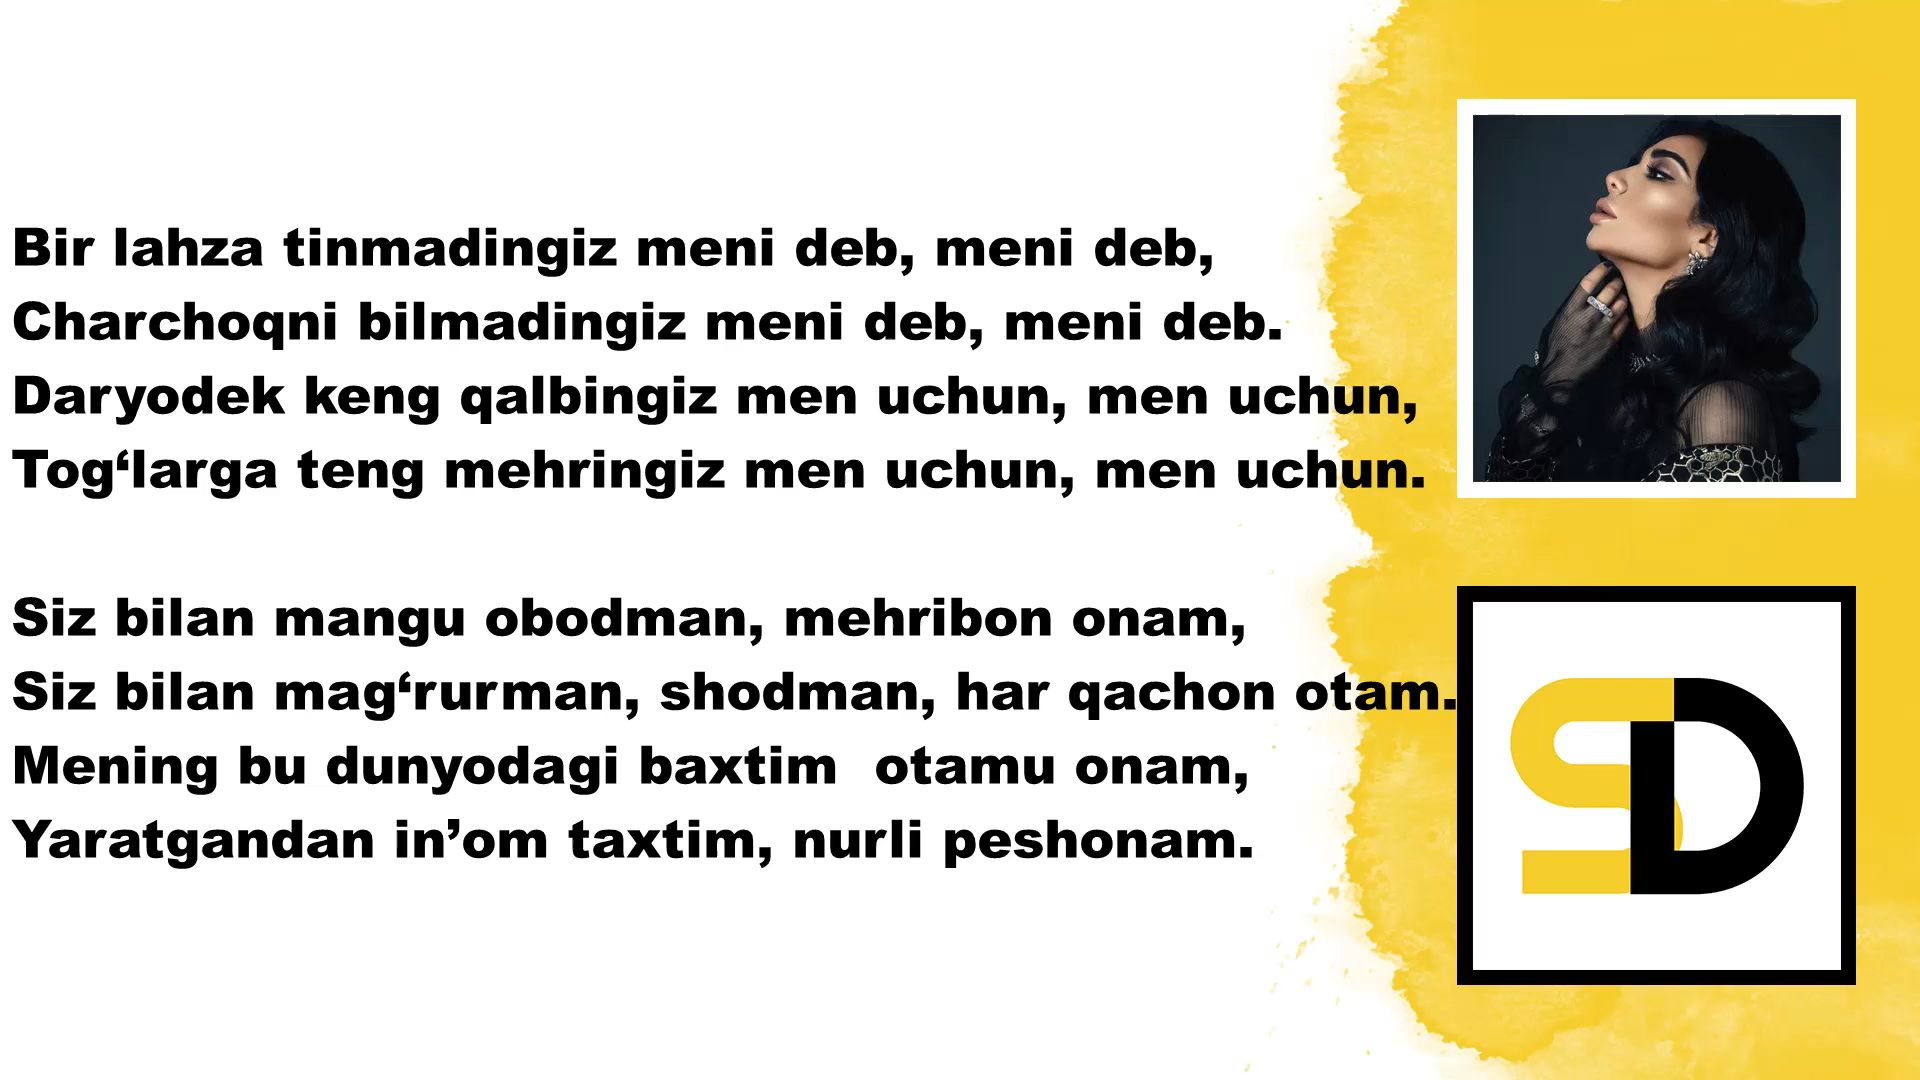 Bir lahza tinmadingiz meni deb, meni deb,
Charchoqni bilmadingiz meni deb, meni deb.
Daryodek keng qalbingiz men uchun, men uchun,
Tog‘larga teng mehringiz men uchun, men uchun.
Siz bilan mangu obodman, mehribon onam,
Siz bilan mag‘rurman, shodman, har qachon otam.
Mening bu dunyodagi baxtim  otamu onam,
Yaratgandan in’om taxtim, nurli peshonam.
SD